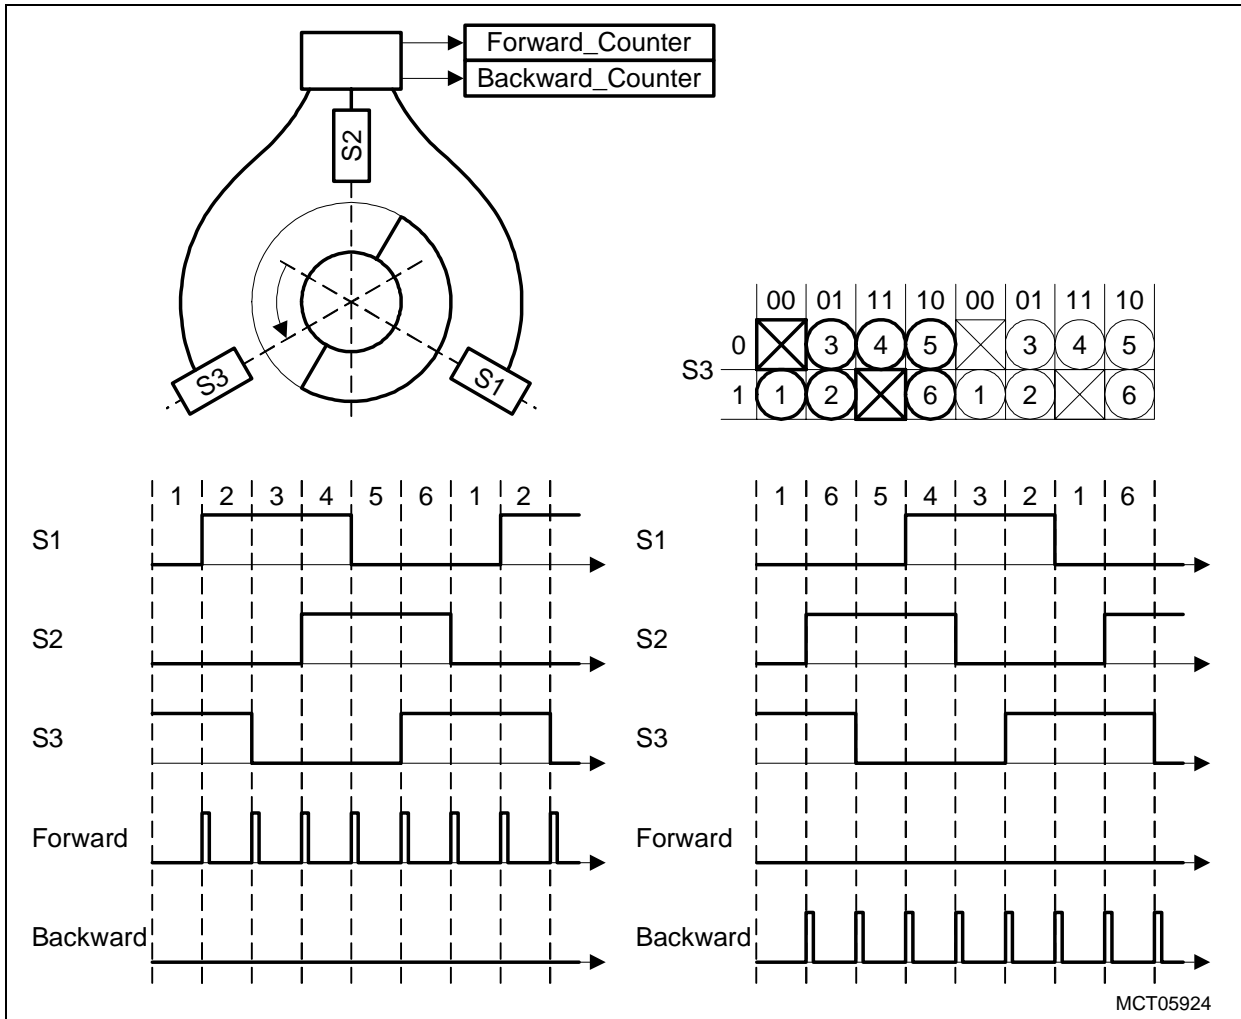 Forward_Counter
Backward_Counter
S2
S3
S1
00 01 11 10 00 01 11 10
0 3 4 5 3 4 5
S3
1 1 2 6 1 2 6
1 2 3 4 5 6 1 2
S1
S2
S3
Forward
Backward
1 6 5 4 3 2 1 6
S1
S2
S3
Forward
Backward
MCT05924